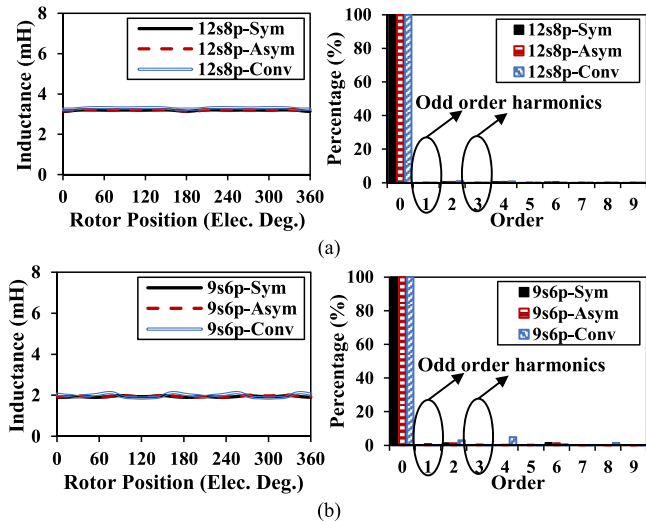 Inductance (mH)
8
6
4
2
0
12s8p-Sym
12s8p-Asym
12s8p-Conv
0 60 120 180 240 300 360
Rotor Position (Elec. Deg.)
Percentage (%)
100
80
60
40
20
0
12s8p-Sym
12s8p-Asym
12s8p-Conv
Odd order harmonics
0 1 2 3 4 5 6 7 8 9
Order
(a)
Inductance (mH)
8
6
4
2
0
9s6p-Sym
9s6p-Asym
9s6p-Conv
0 60 120 180 240 300 360
Rotor Position (Elec. Deg.)
Percentage (%)
100
80
60
40
20
0
9s6p-Sym
9s6p-Asym
9s6p-Conv
Odd order harmonics
0 1 2 3 4 5 6 7 8 9
Order
(b)